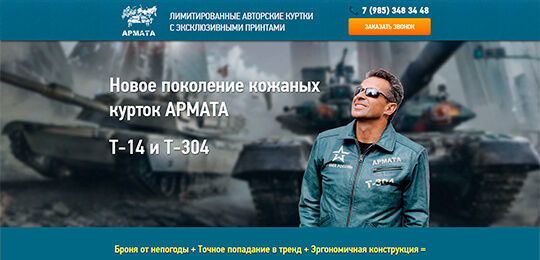 АРМАТА
ЛИМИТИРОВАННЫЕ АВТОРСКИЕ КУРТКИ
С ЭКСКЛЮЗИВНЫМИ ПРИНТАМИ
7 (985) 348 34 48
ЗАКАЗАТЬ ЗВОНОК
Новое поколение кожаных
курток АРМАТА
Т-14 и Т-304
АРМАТА
Броня от непогоды + Точное попадание в тренд + Эргономичная конструкция =